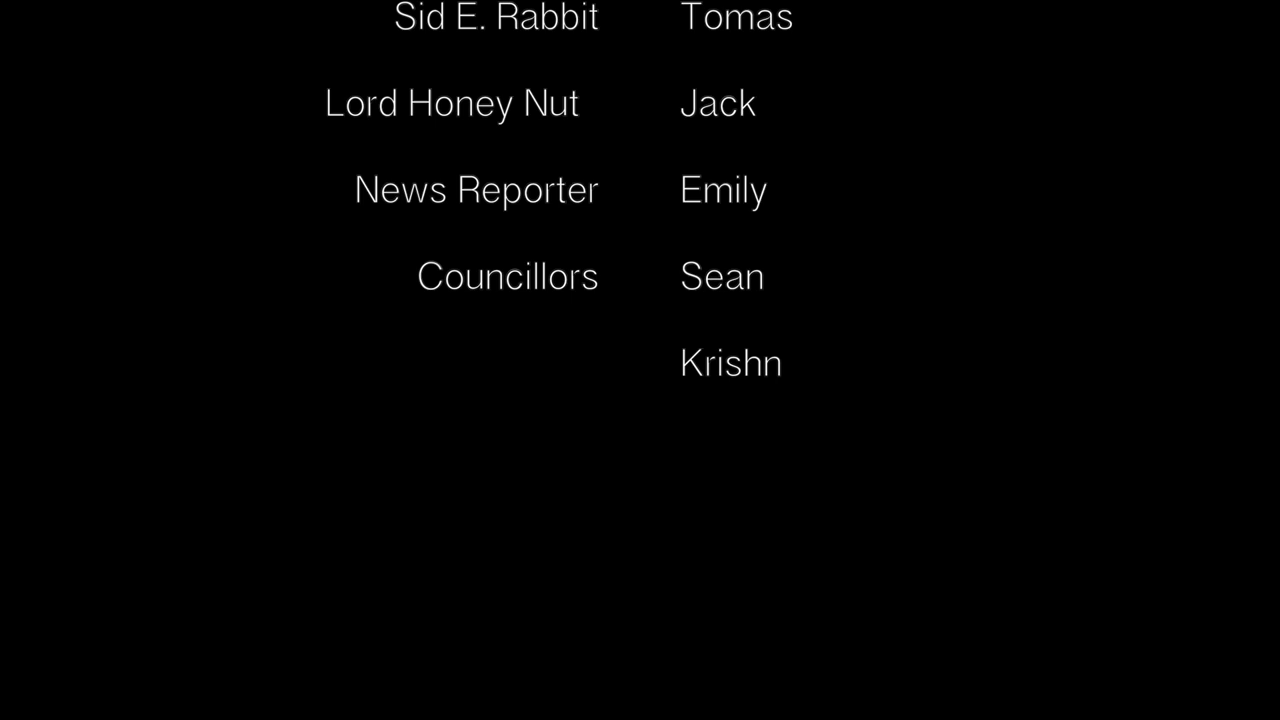 Sid E. Rabbit Tomas
Lord Honey Nut Jack
News Reporter Emily
Councillors Sean
Krishn